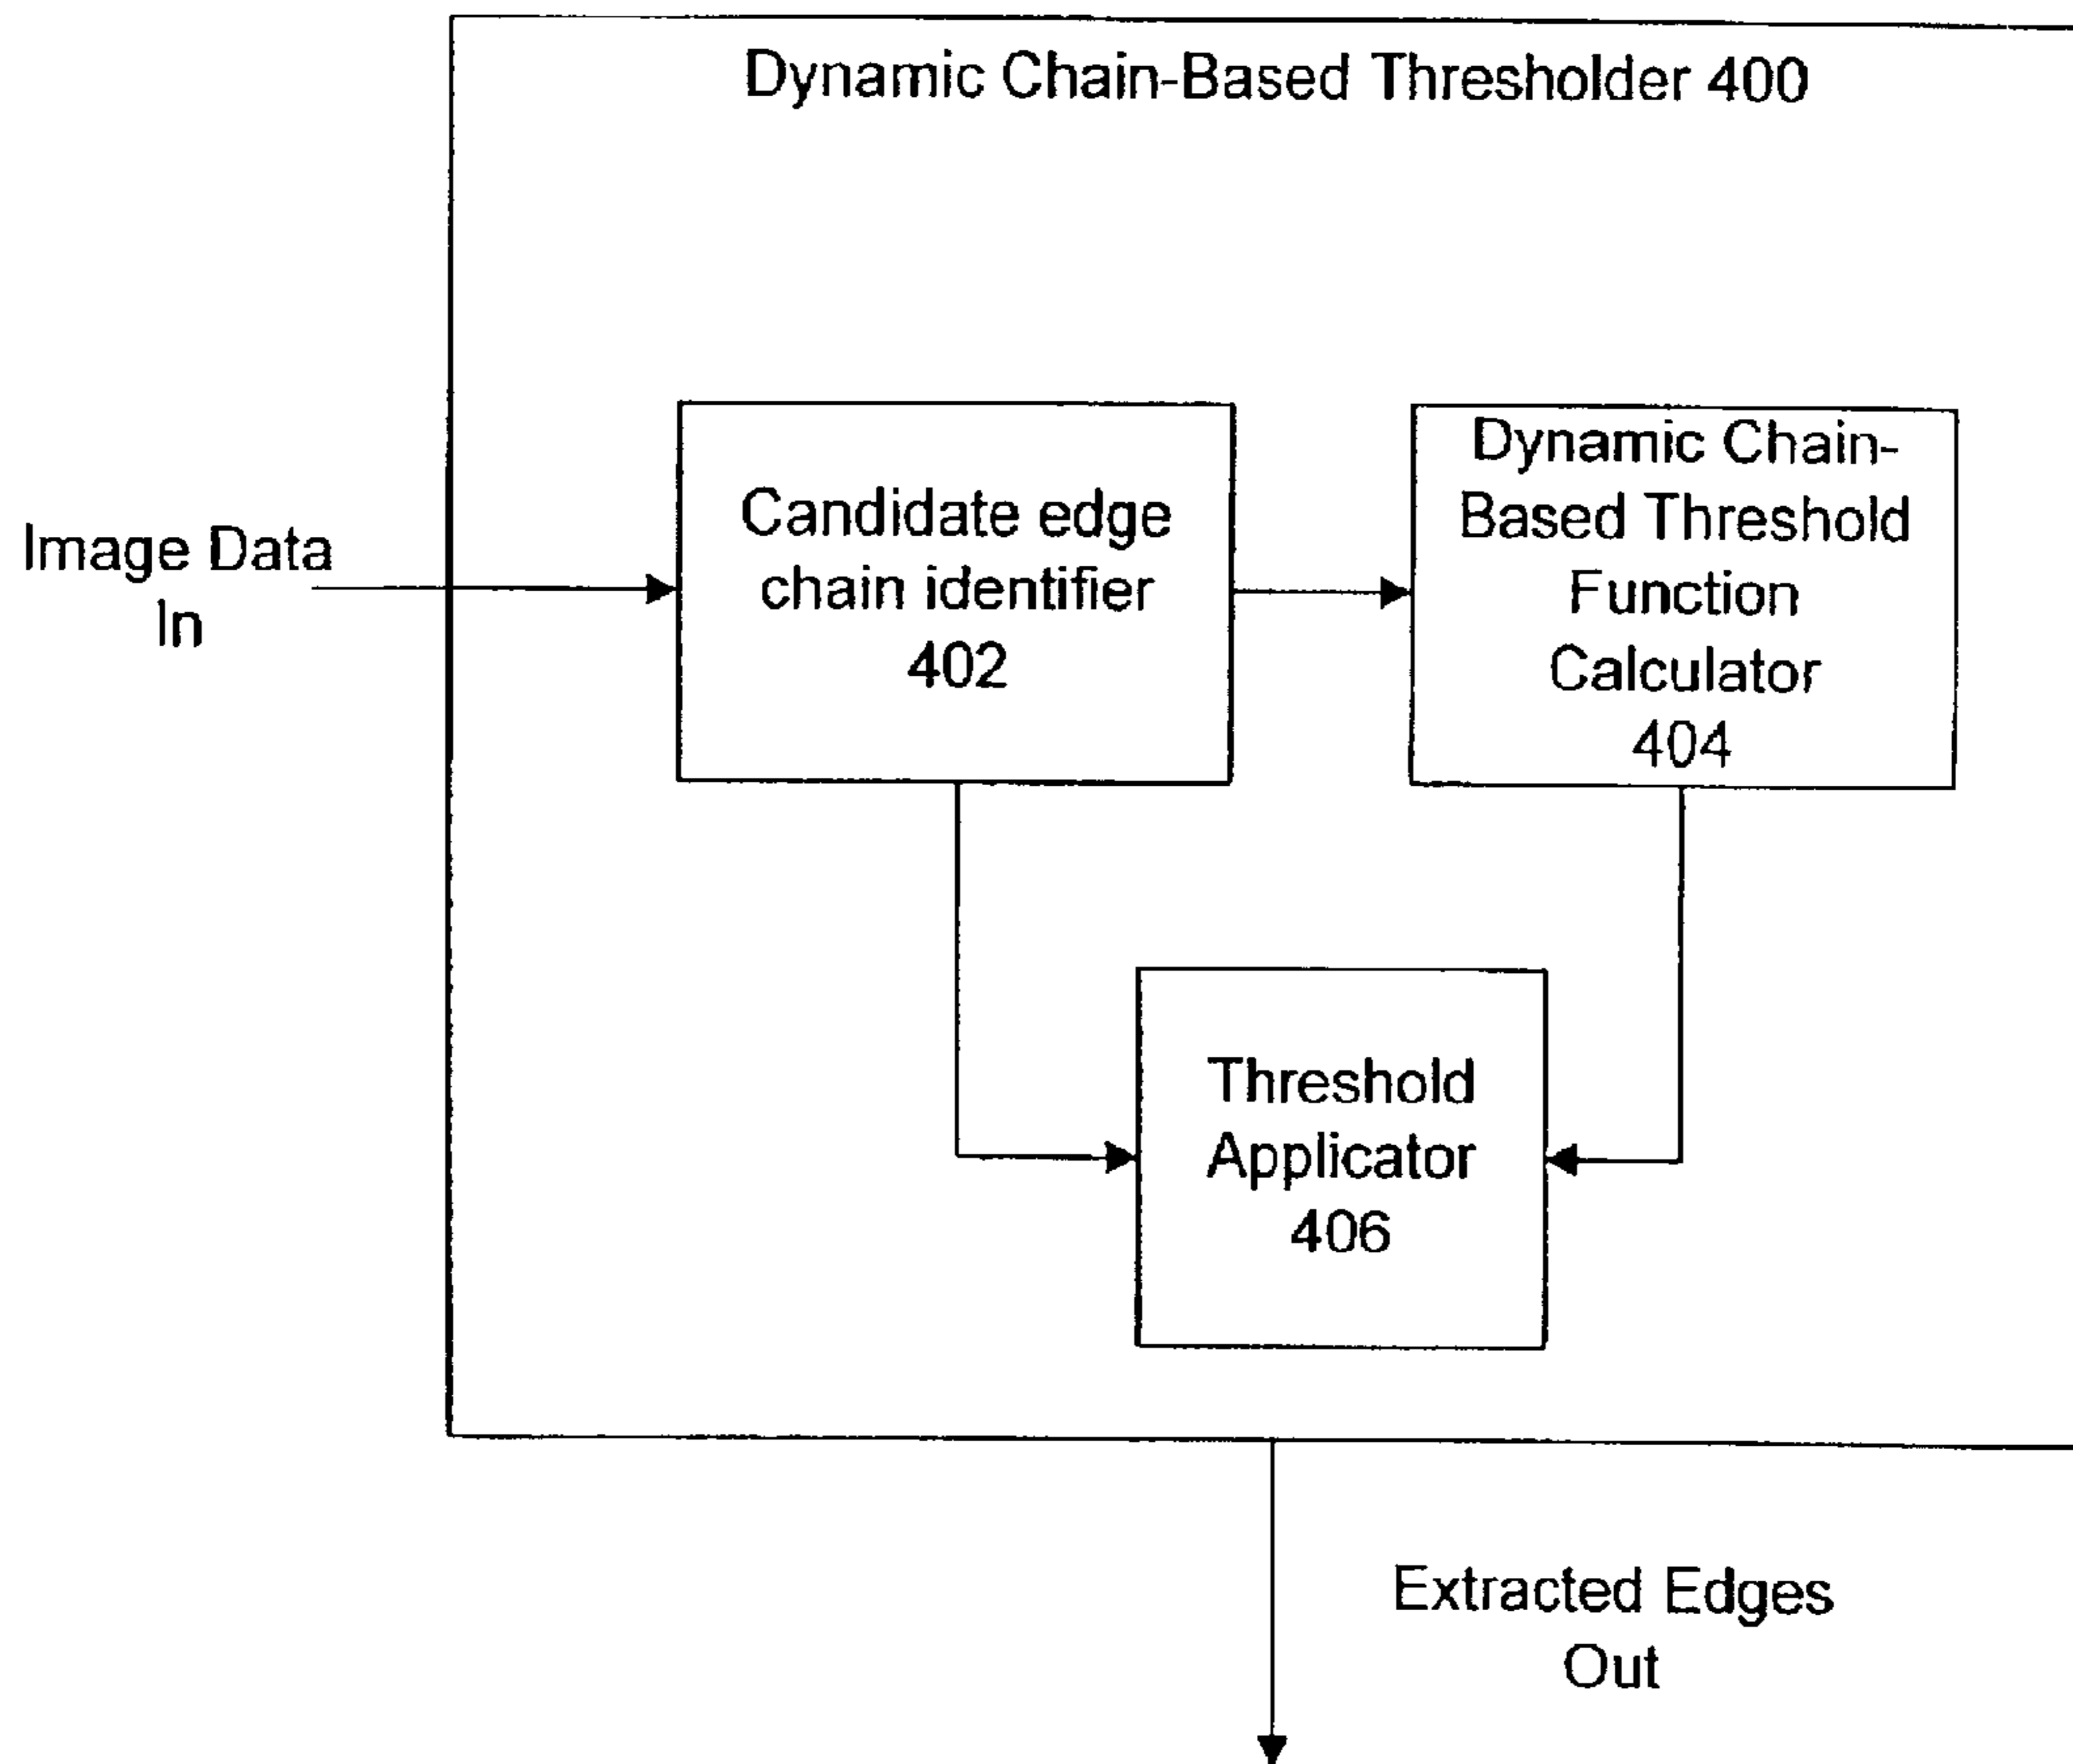 Dynamic Chain-Based Thresholder 400
Image Data
In
Candidate edge
chain identifier
402
Dynamic Chain-
Based Threshold
Function
Calculator
404
Threshold
Applicator
406
Extracted Edges
Out